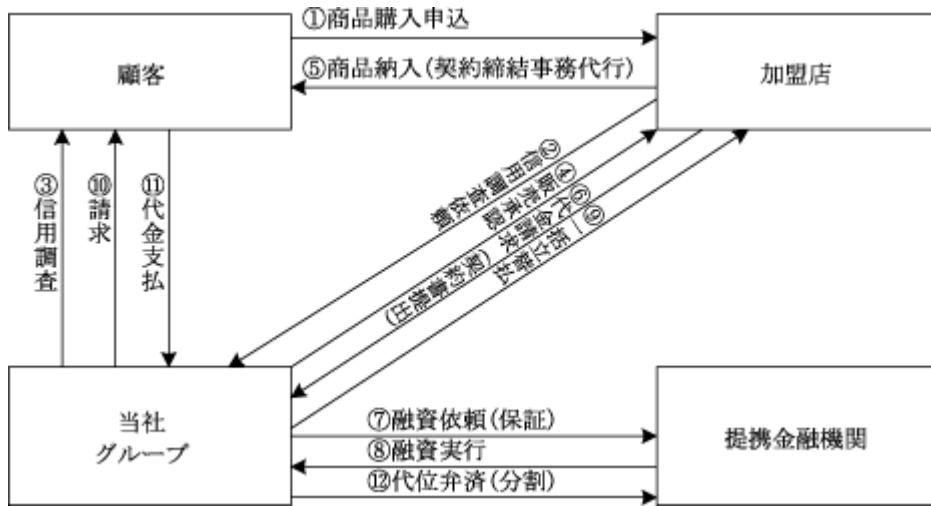 ①商品購入申込
顧客
加盟店
⑤商品納入(契約締結事務代行)
②信用調査依頼
④販売承認
⑥代金請求(契約書提出)
⑨一括立替払
③信用調査
⑩請求
⑪代金支払
当社
グループ
提携金融機関
⑦融資依頼(保証)
⑧融資実行
⑫代位弁済(分割)